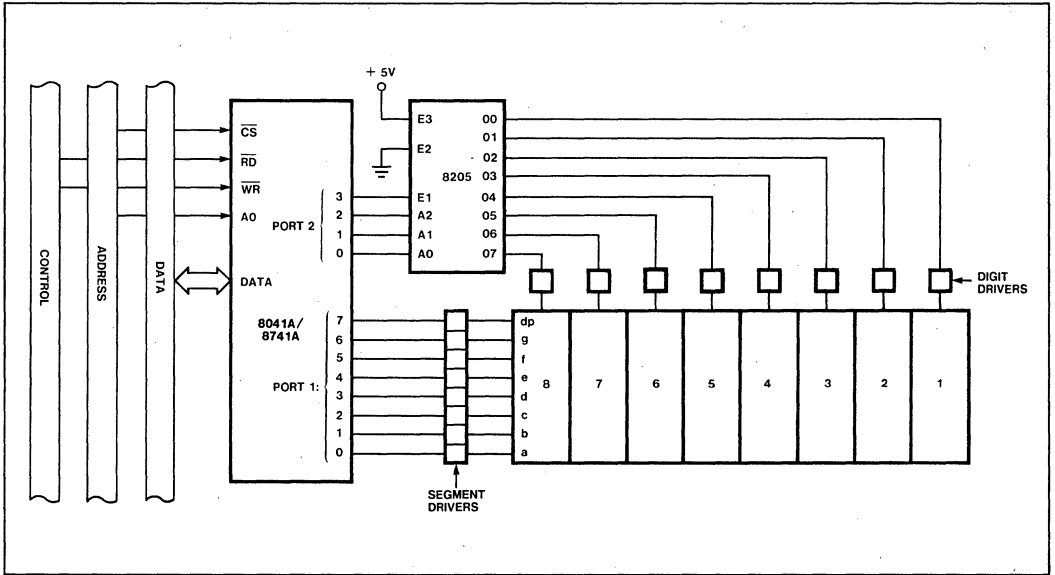 + 5V
CONTROL
ADDRESS
DATA
CS
RD
WR
A0
DATA
8041A/
8741A
PORT 2
3
2
1
0
PORT 1:
7
6
5
4
3
2
1
0
E3
E2
8205
E1
A2
A1
A0
00
01
02
03
04
05
06
07
DIGIT
DRIVERS
SEGMENT
DRIVERS
dp
g
f
e
d
c
b
a
8 7 6 5 4 3 2 1